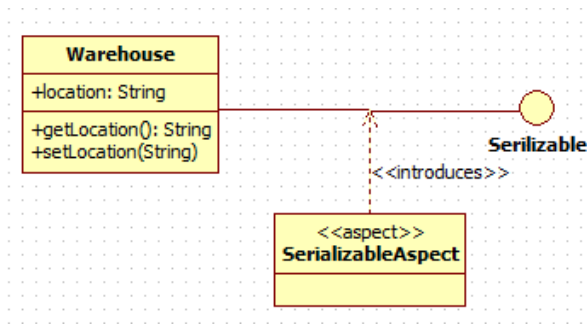 Warehouse
+location: String
+getLocation(): String
+setLocation(String)
Serilizable
<<introduces>>
<<aspect>>
SerializableAspect